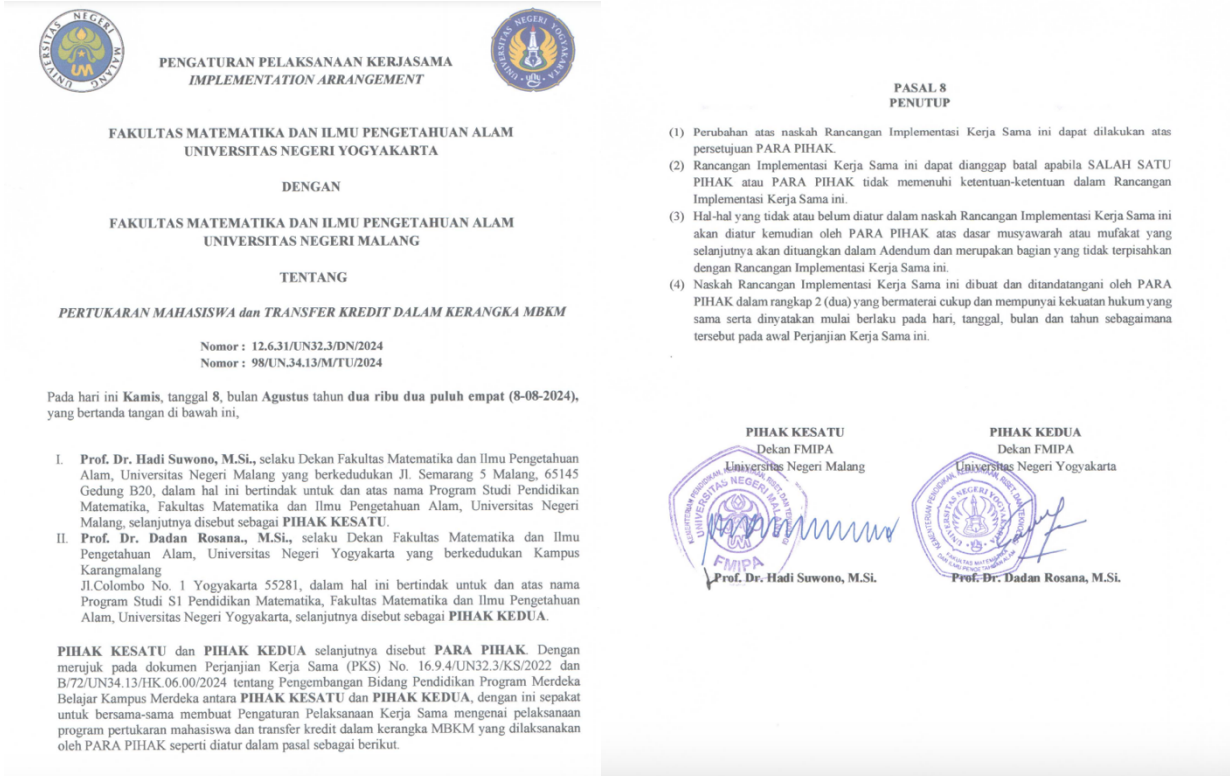 UNIVERSITAS NEGERI MALANG
UM
UNIVERSITAS NEGERI YOGYAKARTA
PENGATURAN PELAKSANAAN KERJASAMA
IMPLEMENTATION ARRANGEMENT
FAKULTAS MATEMATIKA DAN ILMU PENGETAHUAN ALAM
UNIVERSITAS NEGERI YOGYAKARTA
DENGAN
FAKULTAS MATEMATIKA DAN ILMU PENGETAHUAN ALAM
UNIVERSITAS NEGERI MALANG
TENTANG
PERTUKARAN MAHASISWA dan TRANSFER KREDIT DALAM KERANGKA MBKM
Nomor : 12.6.31/UN32.3/DN/2024
Nomor : 98/UN.34.13/M/TU/2024
Pada hari ini Kamis, tanggal 8, bulan Agustus tahun dua ribu dua puluh empat (8-08-2024),
yang bertanda tangan di bawah ini,
I. Prof. Dr. Hadi Suwono, M.Si., selaku Dekan Fakultas Matematika dan Ilmu Pengetahuan
Alam, Universitas Negeri Malang yang berkedudukan Jl. Semarang 5 Malang, 65145
Gedung B20, dalam hal ini bertindak untuk dan atas nama Program Studi Pendidikan
Matematika, Fakultas Matematika dan Ilmu Pengetahuan Alam, Universitas Negeri
Malang, selanjutnya disebut sebagai PIHAK KESATU.
II. Prof. Dr. Dadan Rosana., M.Si., selaku Dekan Fakultas Matematika dan Ilmu
Pengetahuan Alam, Universitas Negeri Yogyakarta yang berkedudukan Kampus
Karangmalang
Jl.Colombo No. 1 Yogyakarta 55281, dalam hal ini bertindak untuk dan atas nama
Program Studi S1 Pendidikan Matematika, Fakultas Matematika dan Ilmu Pengetahuan
Alam, Universitas Negeri Yogyakarta, selanjutnya disebut sebagai PIHAK KEDUA.
PIHAK KESATU dan PIHAK KEDUA selanjutnya disebut PARA PIHAK. Dengan
merujuk pada dokumen Perjanjian Kerja Sama (PKS) No. 16.9.4/UN32.3/KS/2022 dan
B/72/UN34.13/HK.06.00/2024 tentang Pengembangan Bidang Pendidikan Program Merdeka
Belajar Kampus Merdeka antara PIHAK KESATU dan PIHAK KEDUA, dengan ini sepakat
untuk bersama-sama membuat Pengaturan Pelaksanaan Kerja Sama mengenai pelaksanaan
program pertukaran mahasiswa dan transfer kredit dalam kerangka MBKM yang dilaksanakan
oleh PARA PIHAK seperti diatur dalam pasal sebagai berikut.
PASAL 8
PENUTUP
(1) Perubahan atas naskah Rancangan Implementasi Kerja Sama ini dapat dilakukan atas
persetujuan PARA PIHAK.
(2) Rancangan Implementasi Kerja Sama ini dapat dianggap batal apabila SALAH SATU
PIHAK atau PARA PIHAK tidak memenuhi ketentuan-ketentuan dalam Rancangan
Implementasi Kerja Sama ini.
(3) Hal-hal yang tidak atau belum diatur dalam naskah Rancangan Implementasi Kerja Sama ini
akan diatur kemudian oleh PARA PIHAK atas dasar musyawarah atau mufakat yang
selanjutnya akan dituangkan dalam Adendum dan merupakan bagian yang tidak terpisahkan
dengan Rancangan Implementasi Kerja Sama ini.
(4) Naskah Rancangan Implementasi Kerja Sama ini dibuat dan ditandatangani oleh PARA
PIHAK dalam rangkap 2 (dua) yang bermaterai cukup dan mempunyai kekuatan hukum yang
sama serta dinyatakan mulai berlaku pada hari, tanggal, bulan dan tahun sebagaimana
tersebut pada awal Perjanjian Kerja Sama ini.
PIHAK KESATU
Dekan FMIPA
Universitas Negeri Malang
UNIVERSITAS NEGERI MALANG
FMIPA
Prof. Dr. Hadi Suwono, M.Si.
PIHAK KEDUA
Dekan FMIPA
Universitas Negeri Yogyakarta
UNIVERSITAS NEGERI YOGYAKARTA
Prof. Dr. Dadan Rosana, M.Si.